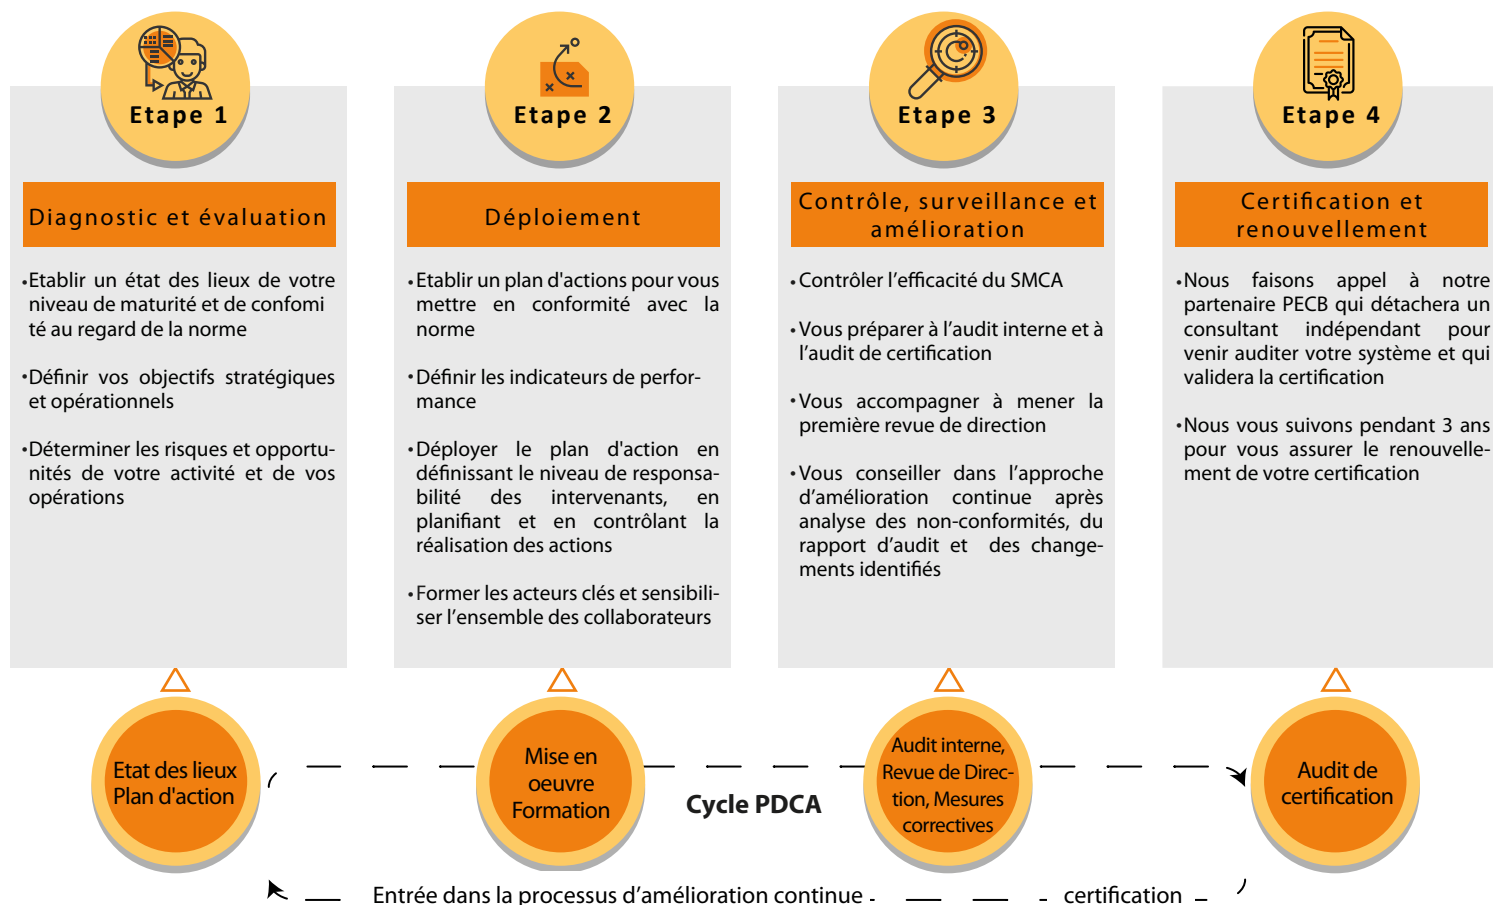 Etape 1
Diagnostic et évaluation
•Etablir un état des lieux de votre
niveau de maturité et de confomi
té au regard de la norme
•Définir vos objectifs stratégiques
et opérationnels
•Déterminer les risques et opportu-
nités de votre activité et de vos
opérations
Etat des lieux
Plan d'action
Etape 2
Déploiement
•Etablir un plan d'actions pour vous
mettre en conformité avec la
norme
•Définir les indicateurs de perfor-
mance
•Déployer le plan d'action en
définissant le niveau de responsa-
bilité des intervenants, en
planifiant et en contrôlant la
réalisation des actions
•Former les acteurs clés et sensibili-
ser l’ensemble des collaborateurs
Mise en
oeuvre
Formation
Etape 3
Contrôle, surveillance et
amélioration
•Contrôler l’efficacité du SMCA
•Vous préparer à l’audit interne et à
l’audit de certification
•Vous accompagner à mener la
première revue de direction
•Vous conseiller dans l’approche
d’amélioration continue après
analyse des non-conformités, du
rapport d’audit et des change-
ments identifiés
Audit interne,
Revue de Direc-
tion, Mesures
correctives
Etape 4
Certification et
renouvellement
•Nous faisons appel à notre
partenaire PECB qui détachera un
consultant indépendant pour
venir auditer votre système et qui
validera la certification
•Nous vous suivons pendant 3 ans
pour vous assurer le renouvelle-
ment de votre certification
Audit de
certification
Cycle PDCA
Entrée dans la processus d’amélioration continue
certification